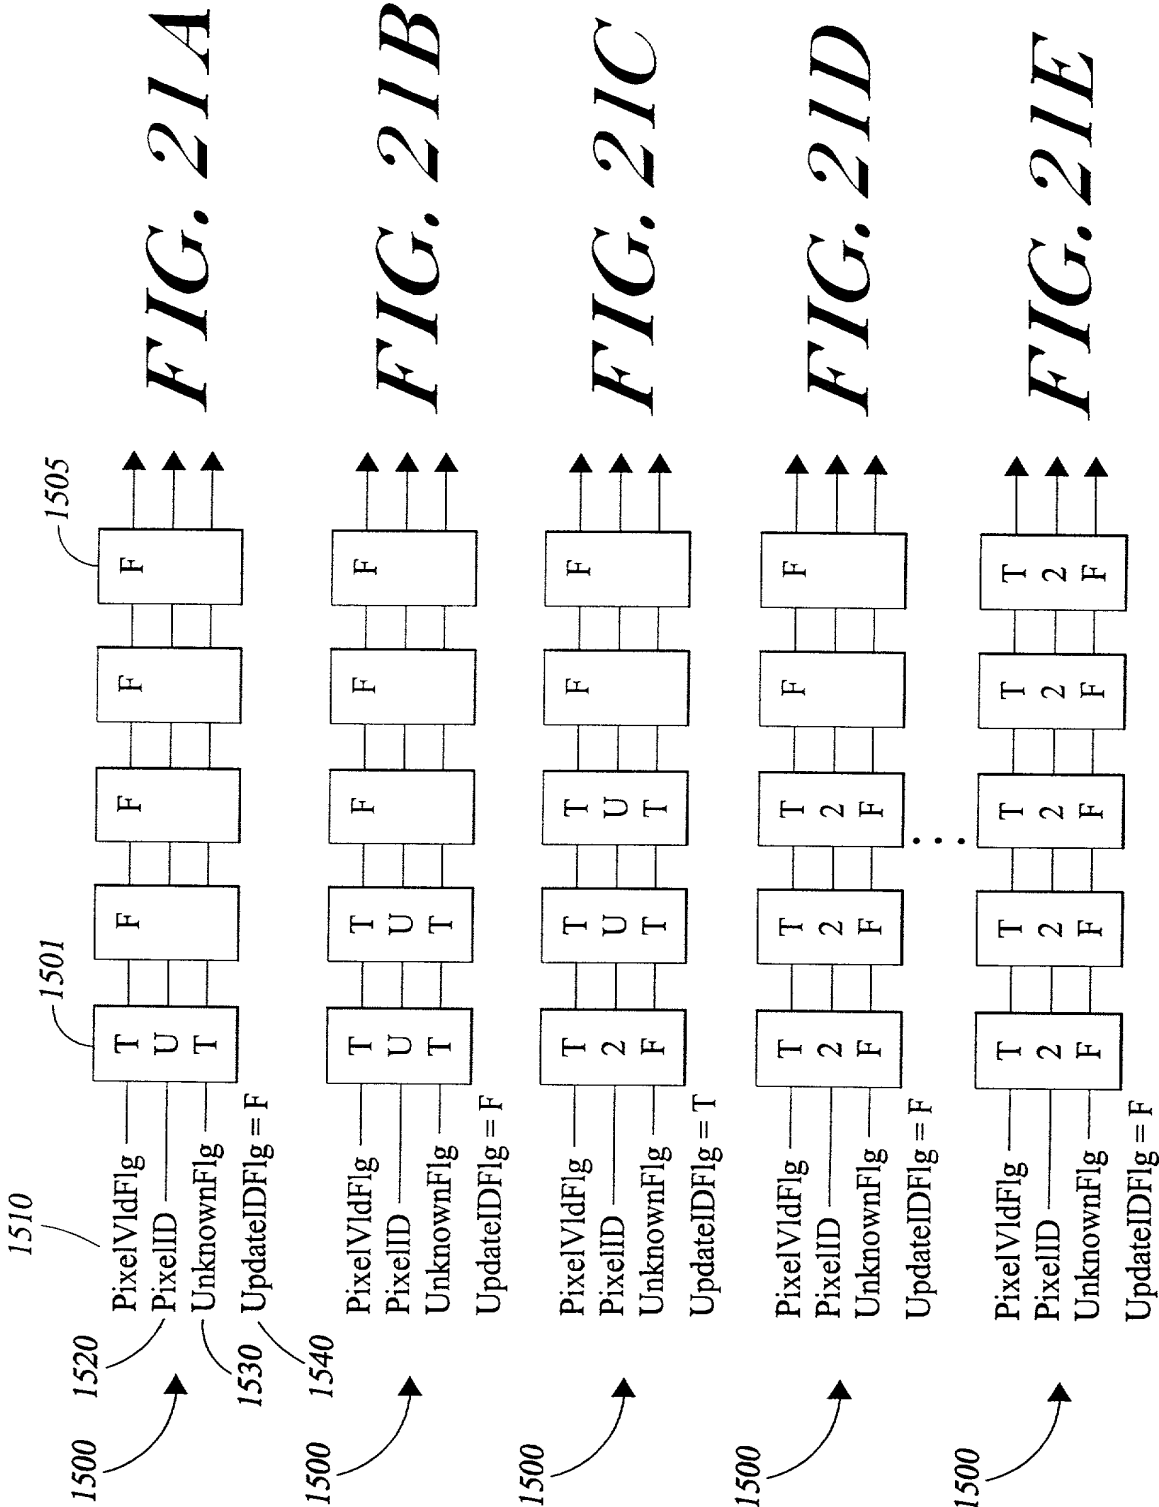 1510
1501
1505
1520
PixelVldFlg
T
F
F
F
F
PixelID
U
UnknownFlg
T
1500
UpdateIDFlg = F
1530
1540
FIG. 21A
PixelVldFlg
T
T
F
F
F
PixelID
U
U
UnknownFlg
T
T
1500
UpdateIDFlg = F
FIG. 21B
PixelVldFlg
T
T
T
F
F
PixelID
2
U
U
UnknownFlg
F
T
T
1500
UpdateIDFlg = T
FIG. 21C
PixelVldFlg
T
T
T
F
F
PixelID
2
2
2
UnknownFlg
F
F
F
1500
UpdateIDFlg = F
FIG. 21D
...
PixelVldFlg
T
T
T
T
T
PixelID
2
2
2
2
2
UnknownFlg
F
F
F
F
F
1500
UpdateIDFlg = F
FIG. 21E